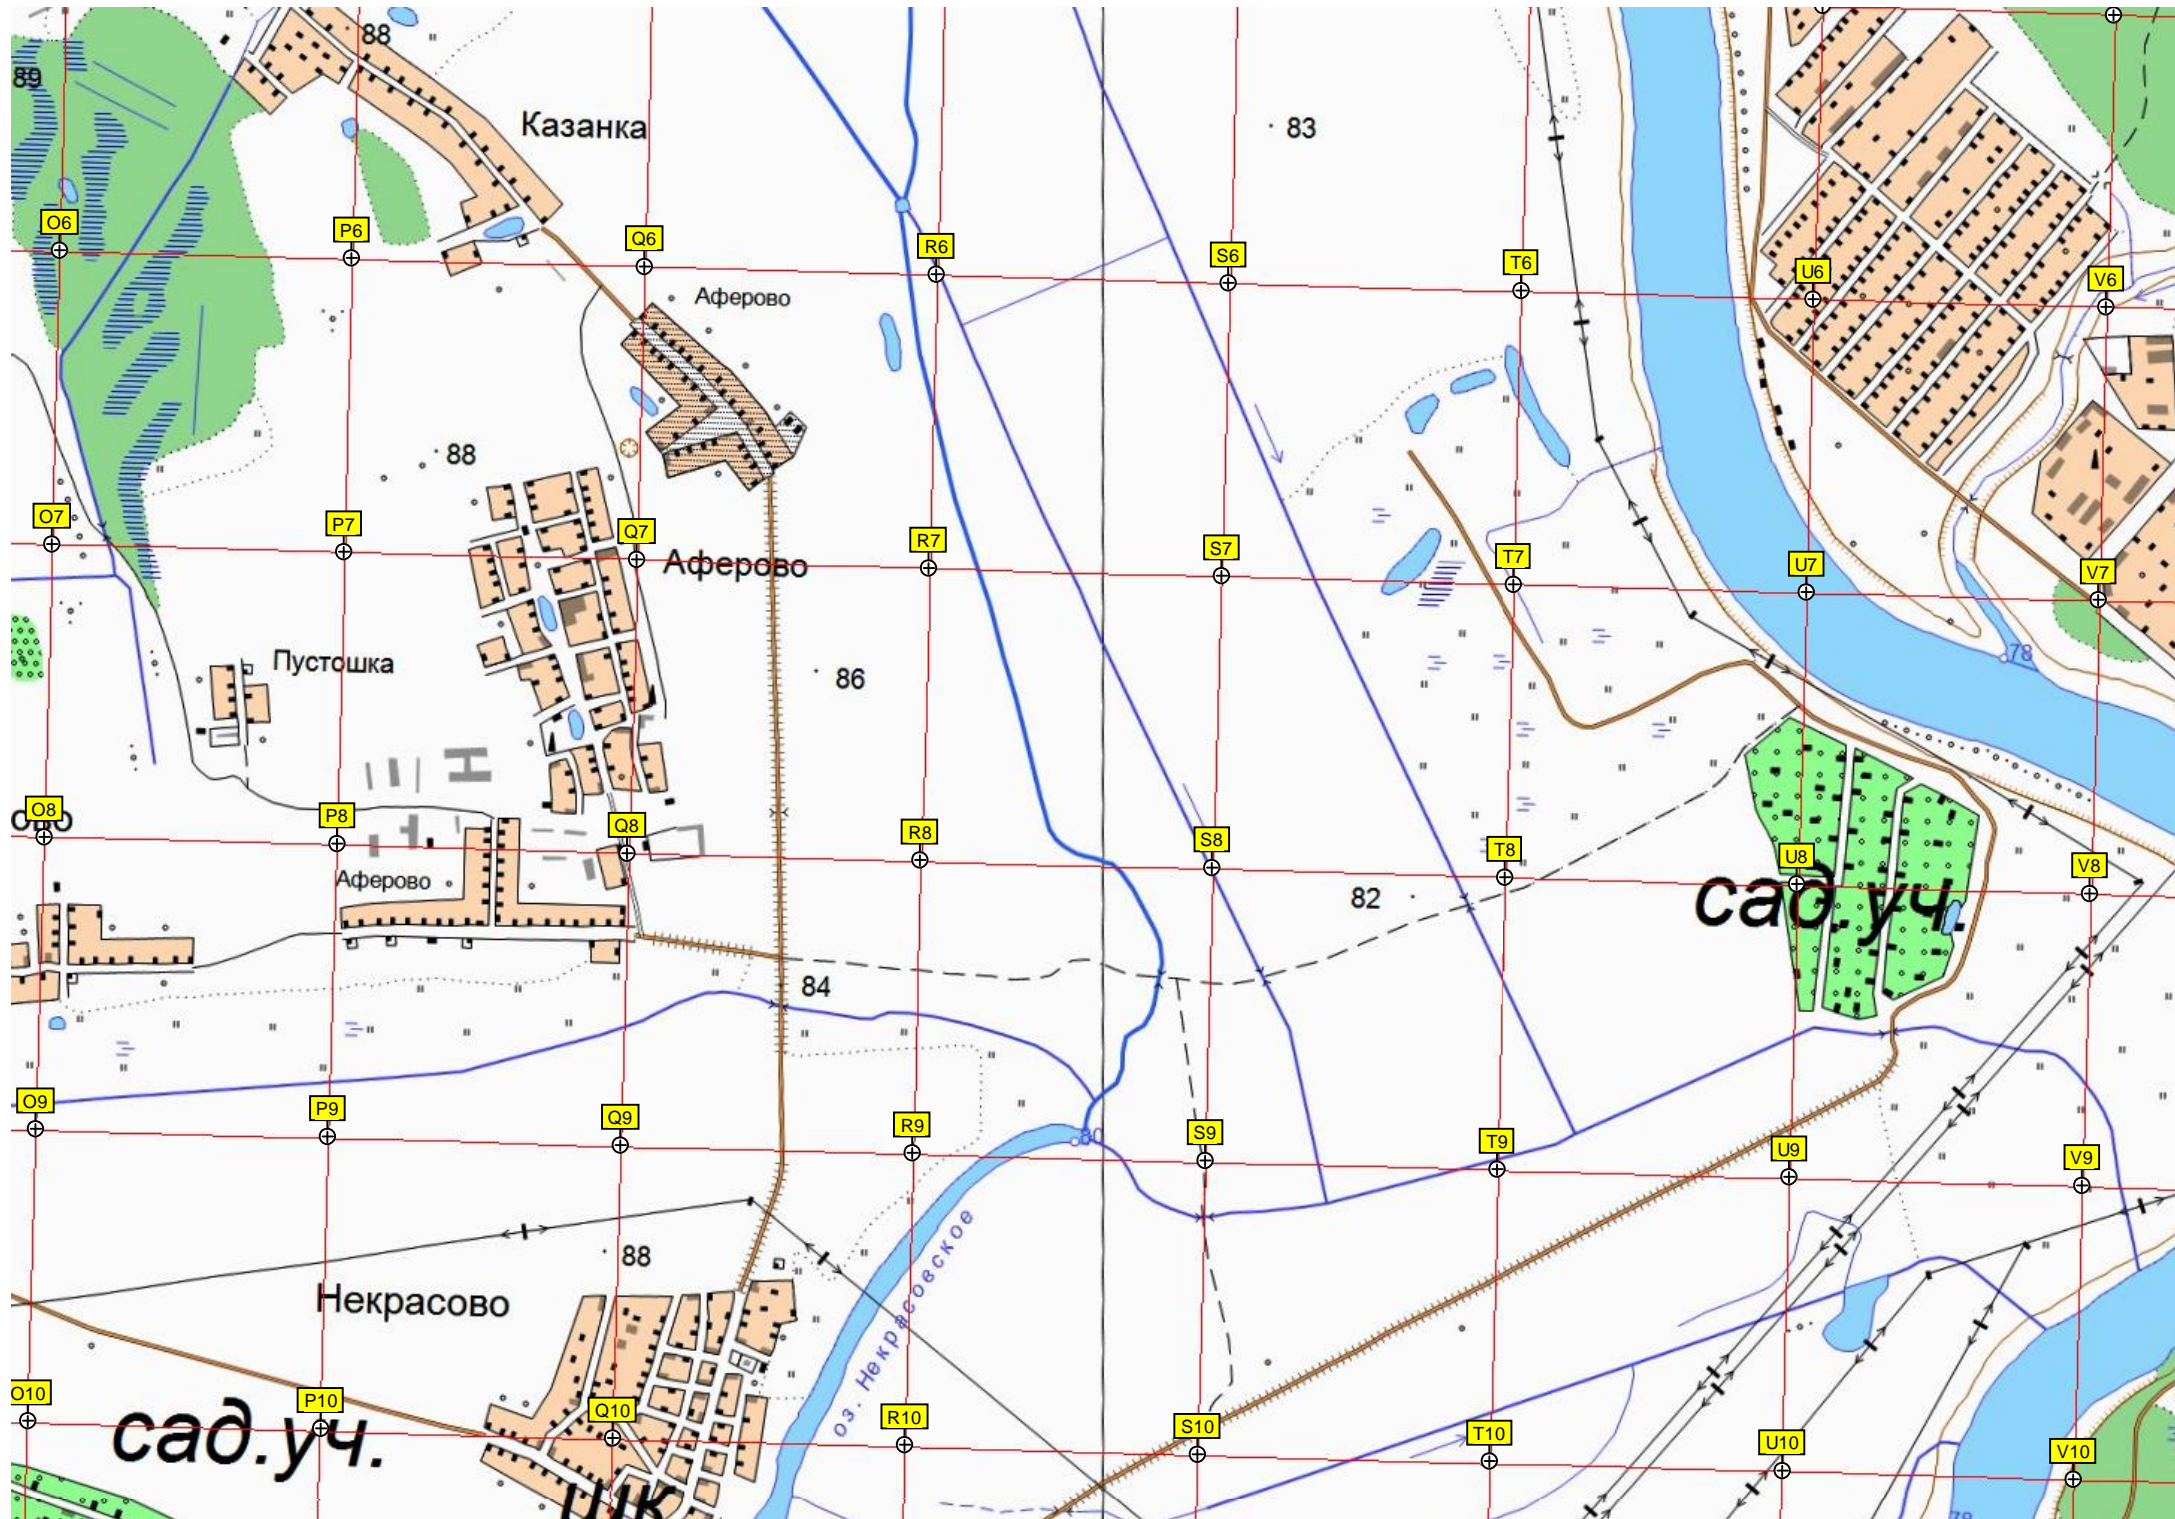 88
89
Казанка
83
O6
P6
Q6
R6
S6
T6
U6
V6
Аферово
88
O7
P7
Q7
R7
S7
T7
U7
V7
Аферово
Пустошка
86
78
O8
P8
Q8
R8
S8
T8
U8
V8
ово
Аферово
82
сад.уч.
84
O9
P9
Q9
R9
S9
T9
U9
V9
80
88
Некрасово
оз. Некрасовское
O10
P10
Q10
R10
S10
T10
U10
V10
сад.уч.
шк